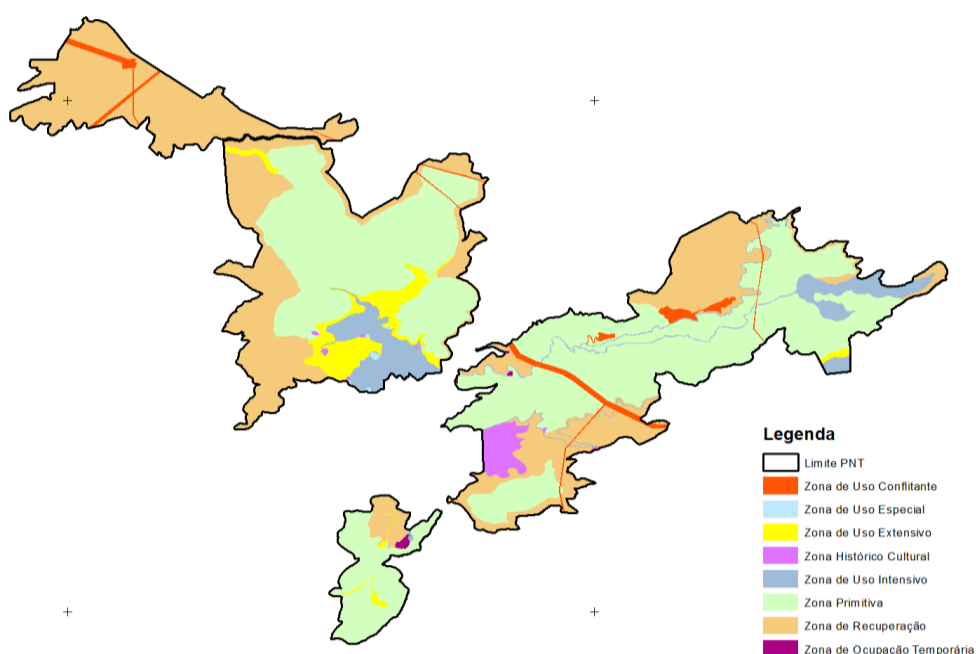 Legenda
Limite PNT
Zona de Uso Conflitante
Zona de Uso Especial
Zona de Uso Extensivo
Zona Histórico Cultural
Zona de Uso Intensivo
Zona Primitiva
Zona de Recuperação
Zona de Ocupação Temporária